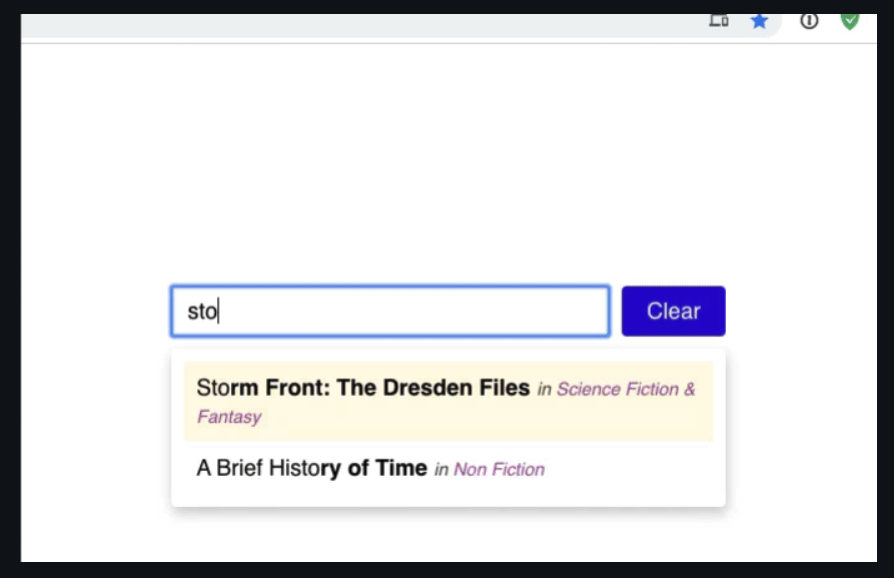 sto
Clear
Storm Front: The Dresden Files in Science Fiction &
Fantasy
A Brief History of Time in Non Fiction